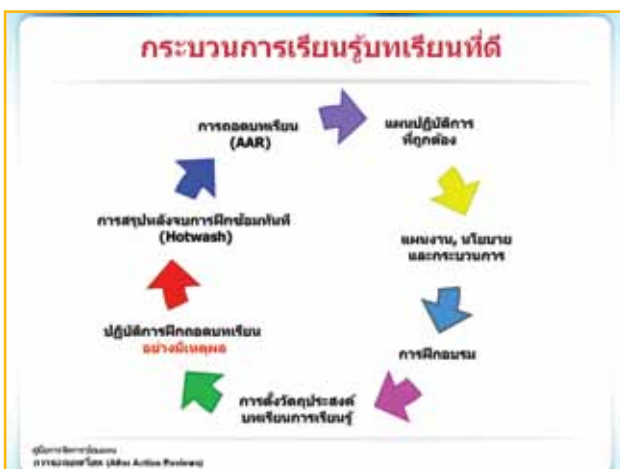 กระบวนการเรียนรู้บทเรียนที่ดี
การถอดบทเรียน
(AAR)
แผนปฏิบัติการ
ที่ถูกต้อง
การสรุปหลังจบการฝึกซ้อมทันที
(Hotwash)
แผนงาน, นโยบาย
และกระบวนการ
ปฏิบัติการฝึกถอดบทเรียน
อย่างมีเหตุผล
การฝึกอบรม
การตั้งวัตถุประสงค์
บทเรียนการเรียนรู้
(After Action Reviews)